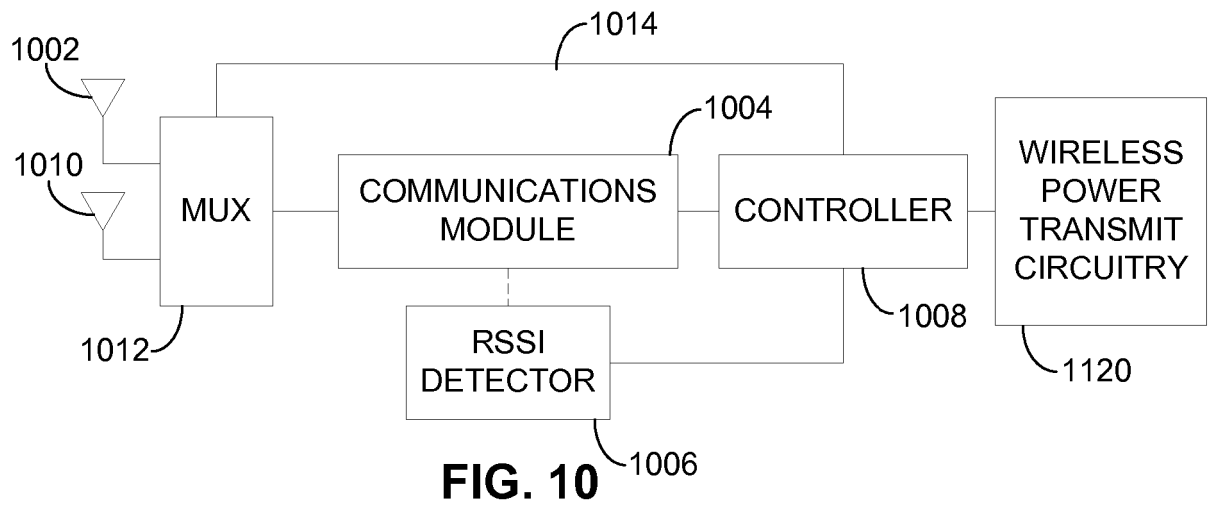 1014
1002
1004
1010
MUX
COMMUNICATIONS
MODULE
CONTROLLER
WIRELESS
POWER
TRANSMIT
CIRCUITRY
1012
RSSI
DETECTOR
1008
1120
1006
FIG. 10